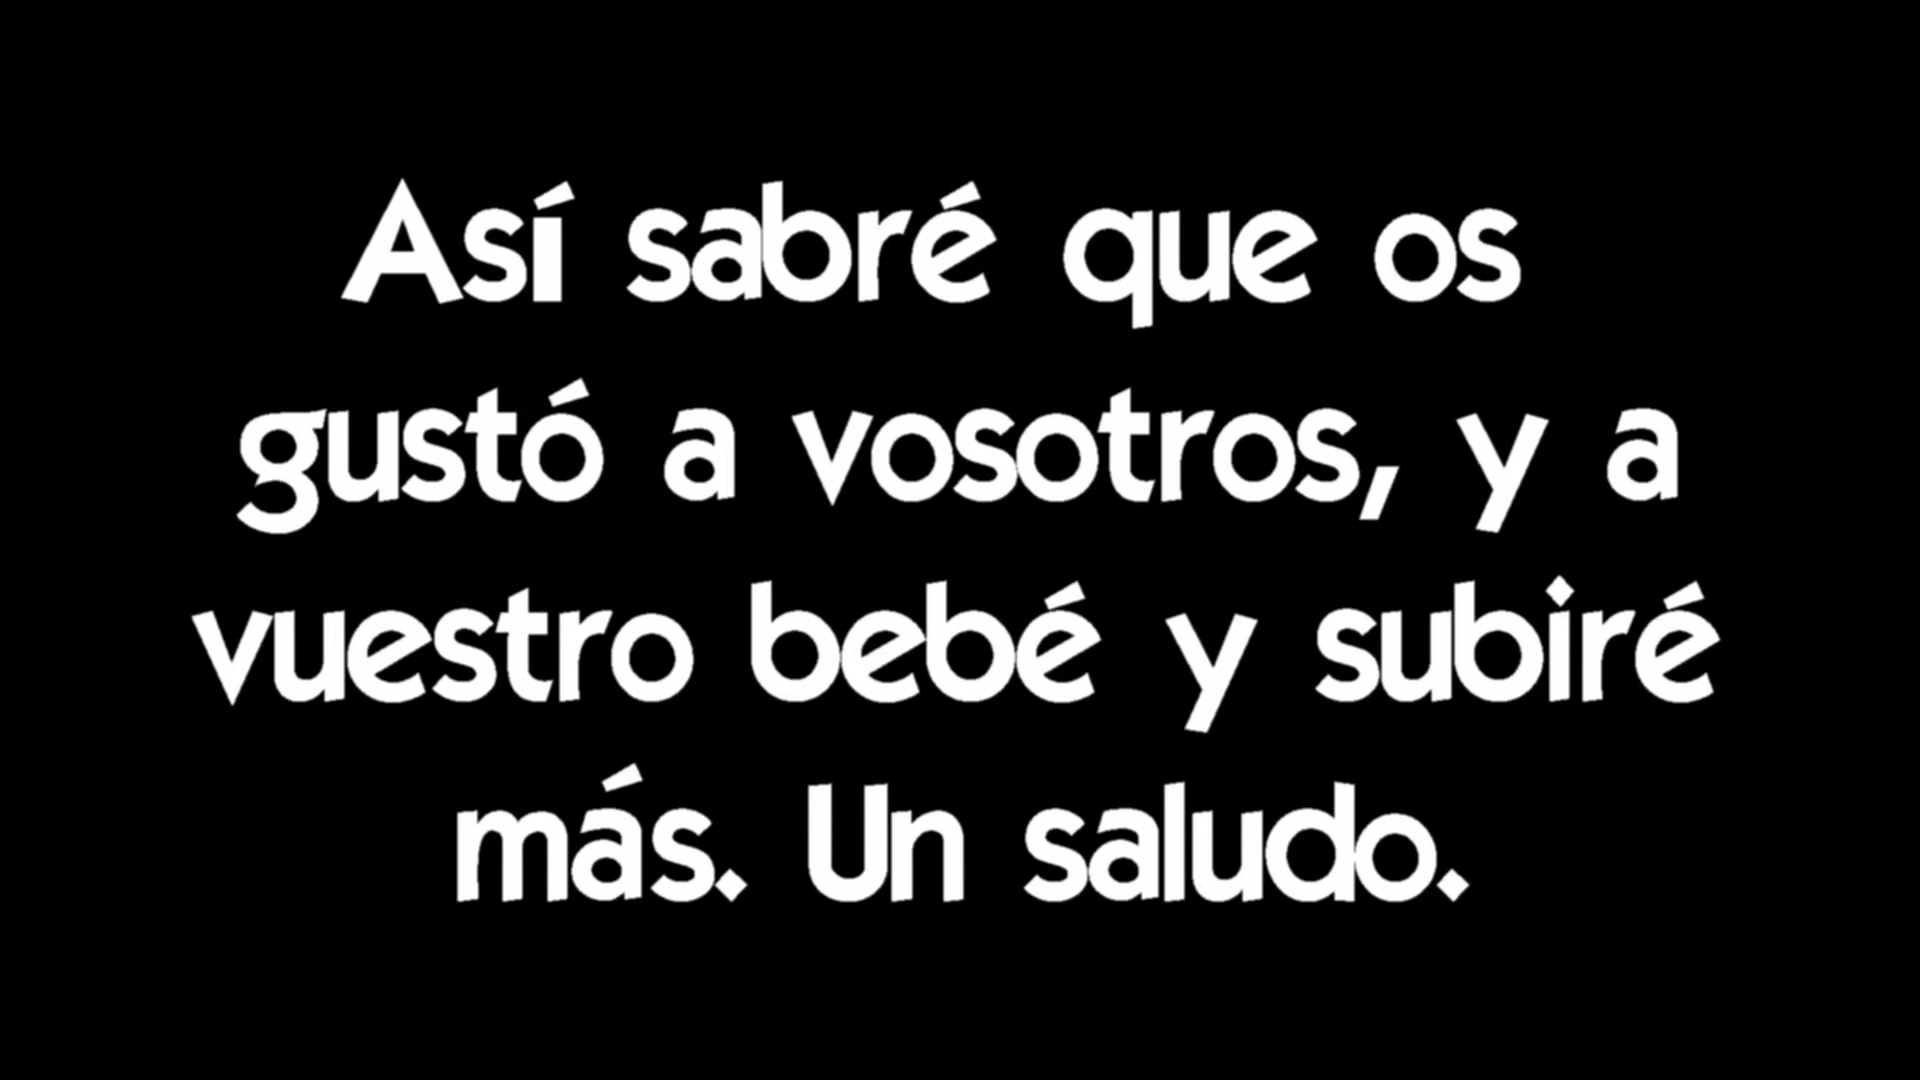 Así sabré que os
gustó a vosotros, y a
vuestro bebé y subiré
más. Un saludo.